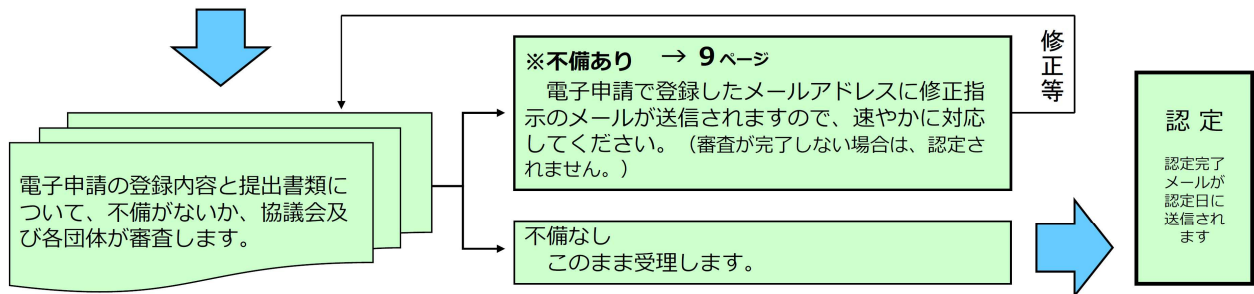 ※不備あり → 9ページ
電子申請で登録したメールアドレスに修正指
示のメールが送信されますので、速やかに対応
してください。（審査が完了しない場合は、認定さ
れません。）
修正等
電子申請の登録内容と提出書類に
ついて、不備がないか、協議会及
び各団体が審査します。
不備なし
このまま受理します。
認定
認定完了
メールが
認定日に
送信され
ます